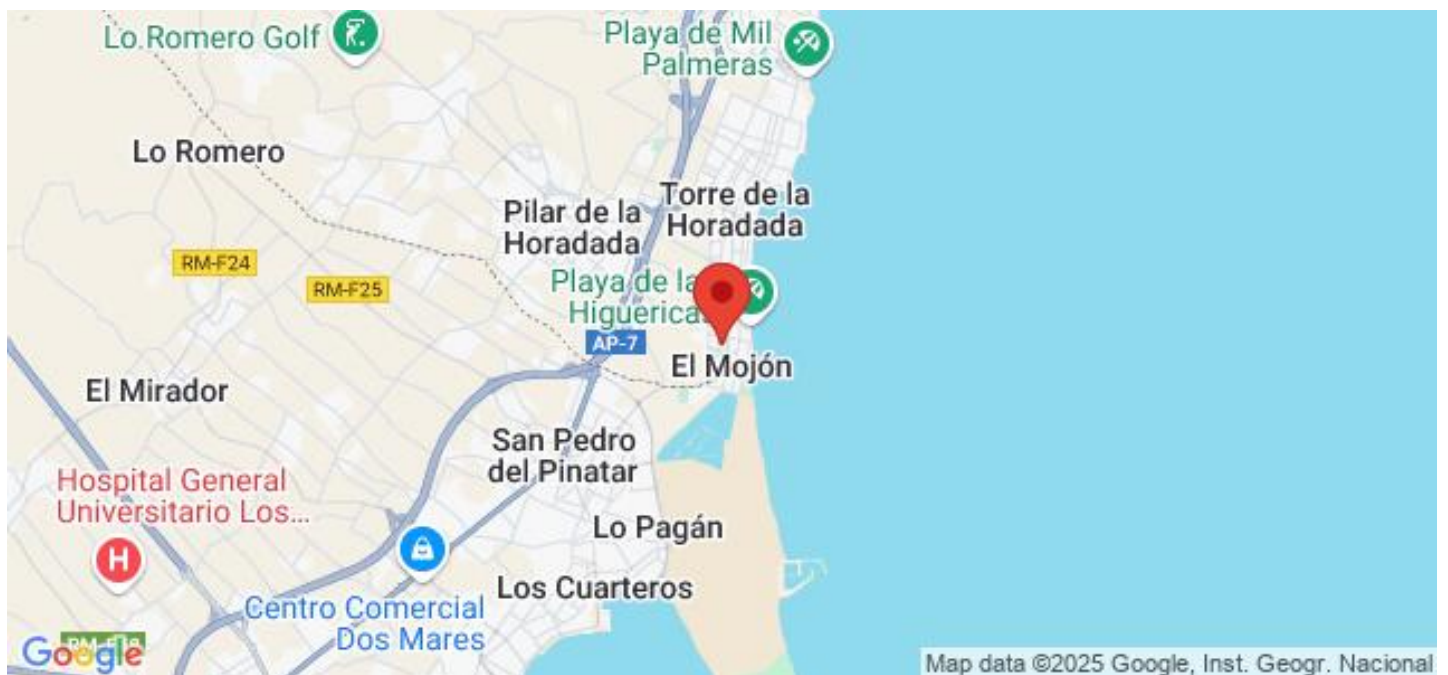 Lo Romero Golf
Playa de Mil
Palmeras
Lo Romero
Torre de la
Horadada
Pilar de la
Horadada
RM-F24
RM-F25
Playa de la
Higuerica
AP-7
El Mojón
El Mirador
San Pedro
del Pinatar
Hospital General
Universitario Los...
H
Lo Pagán
Los Cuarteros
Centro Comercial
Dos Mares
Google
Map data ©2025 Google, Inst. Geogr. Nacional